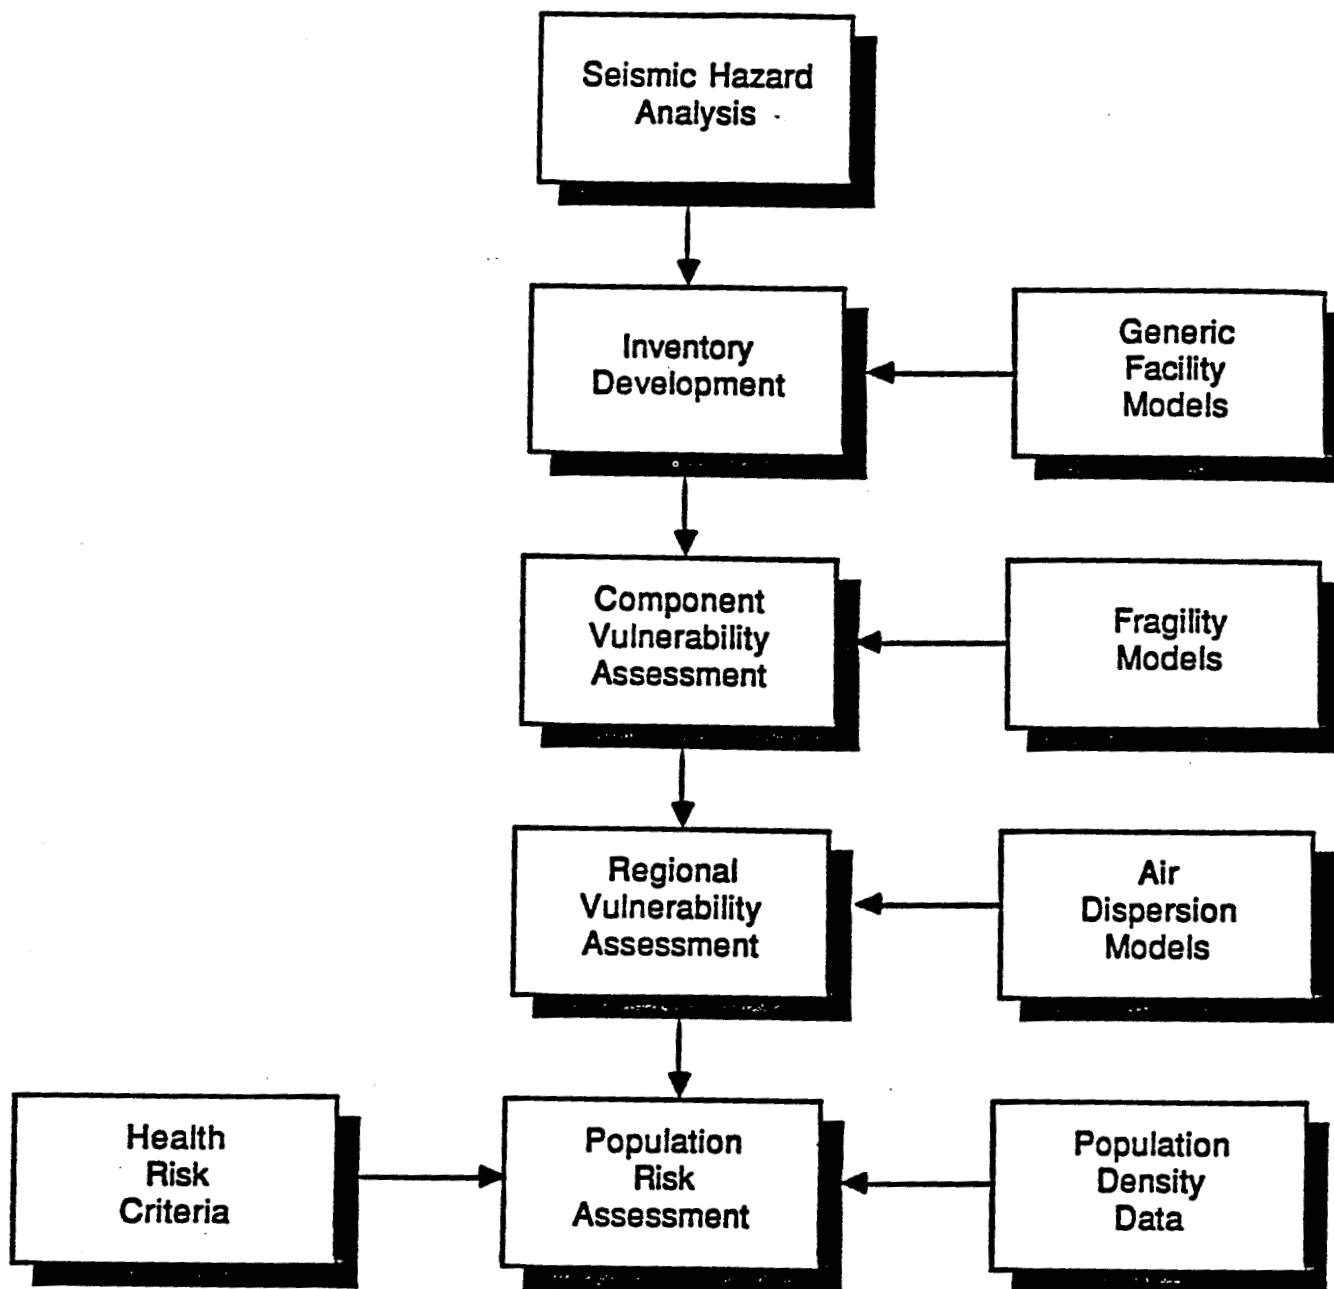 Seismic Hazard
Analysis
Inventory
Development
Generic
Facility
Models
Component
Vulnerability
Assessment
Fragility
Models
Regional
Vulnerability
Assessment
Air
Dispersion
Models
Health
Risk
Criteria
Population
Risk
Assessment
Population
Density
Data